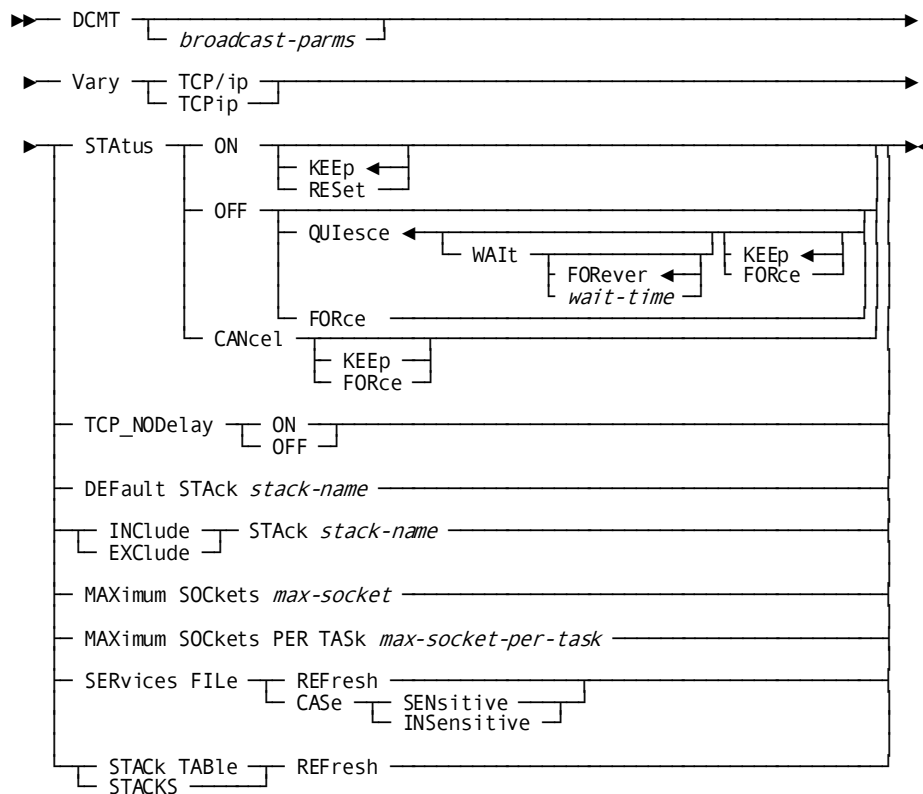 DCMT
broadcast-parms
Vary TCP/ip
TCPip
STAtus ON
KEEp
RESet
OFF
QUIesce
WAIt KEEp
FORever FORce
wait-time
FORce
CANcel
KEEp
FORce
TCP_NODelay ON
OFF
DEFault STAck stack-name
INClude STAck stack-name
EXClude
MAXimum SOCkets max-socket
MAXimum SOCkets PER TASk max-socket-per-task
SERvices FILe REFresh
CASe SENsitive
INSensitive
STACk TABle REFresh
STACKS